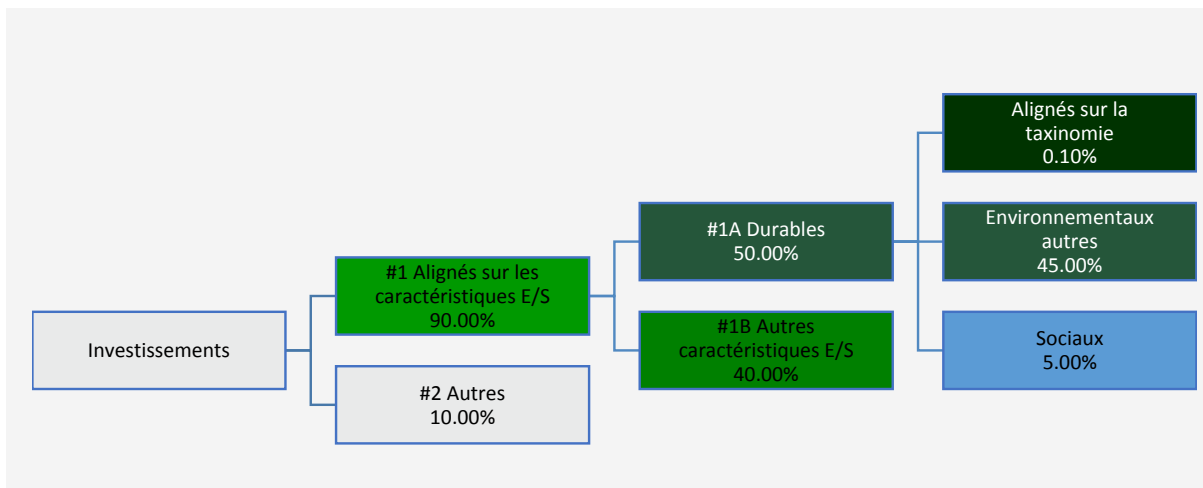 Investissements
#1 Alignés sur les
caractéristiques E/S
90.00%
#2 Autres
10.00%
#1A Durables
50.00%
#1B Autres
caractéristiques E/S
40.00%
Alignés sur la
taxinomie
0.10%
Environnementaux
autres
45.00%
Sociaux
5.00%